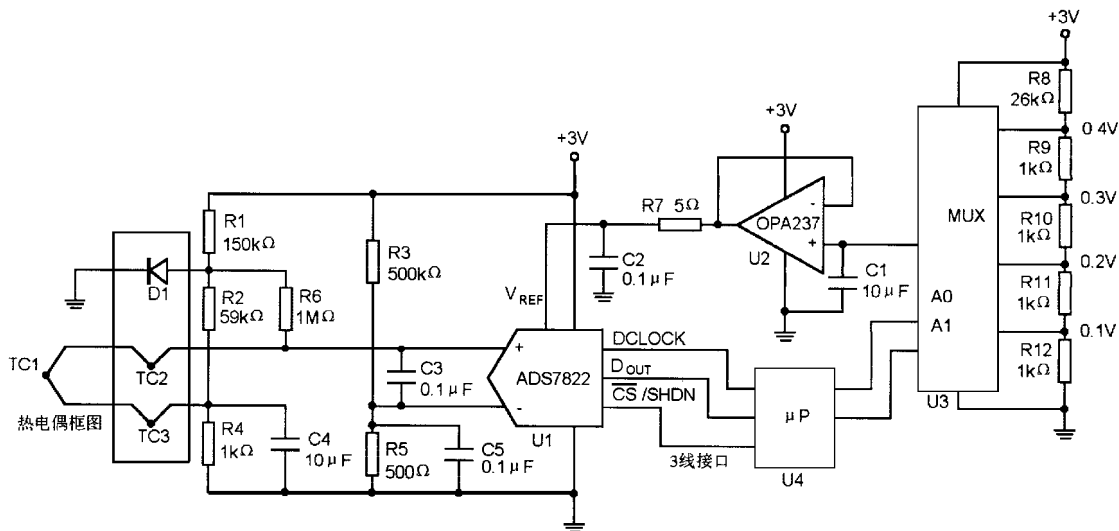 +3V
R8
26kΩ
0.4V
R9
1kΩ
0.3V
R10
1kΩ
0.2V
R11
1kΩ
0.1V
R12
1kΩ
MUX
A0
A1
U3
+3V
OPA237
-
+
U2
R7 5Ω
C1
10μF
C2
0.1μF
+3V
VREF
R1
150kΩ
R3
500kΩ
D1
R2
59kΩ
R6
1MΩ
TC1
TC2
TC3
热电偶框图
C3
0.1μF
+
-
ADS7822
U1
DCLOCK
DOUT
CS/SHDN
3线接口
μP
U4
R4
1kΩ
C4
10μF
R5
500Ω
C5
0.1μF